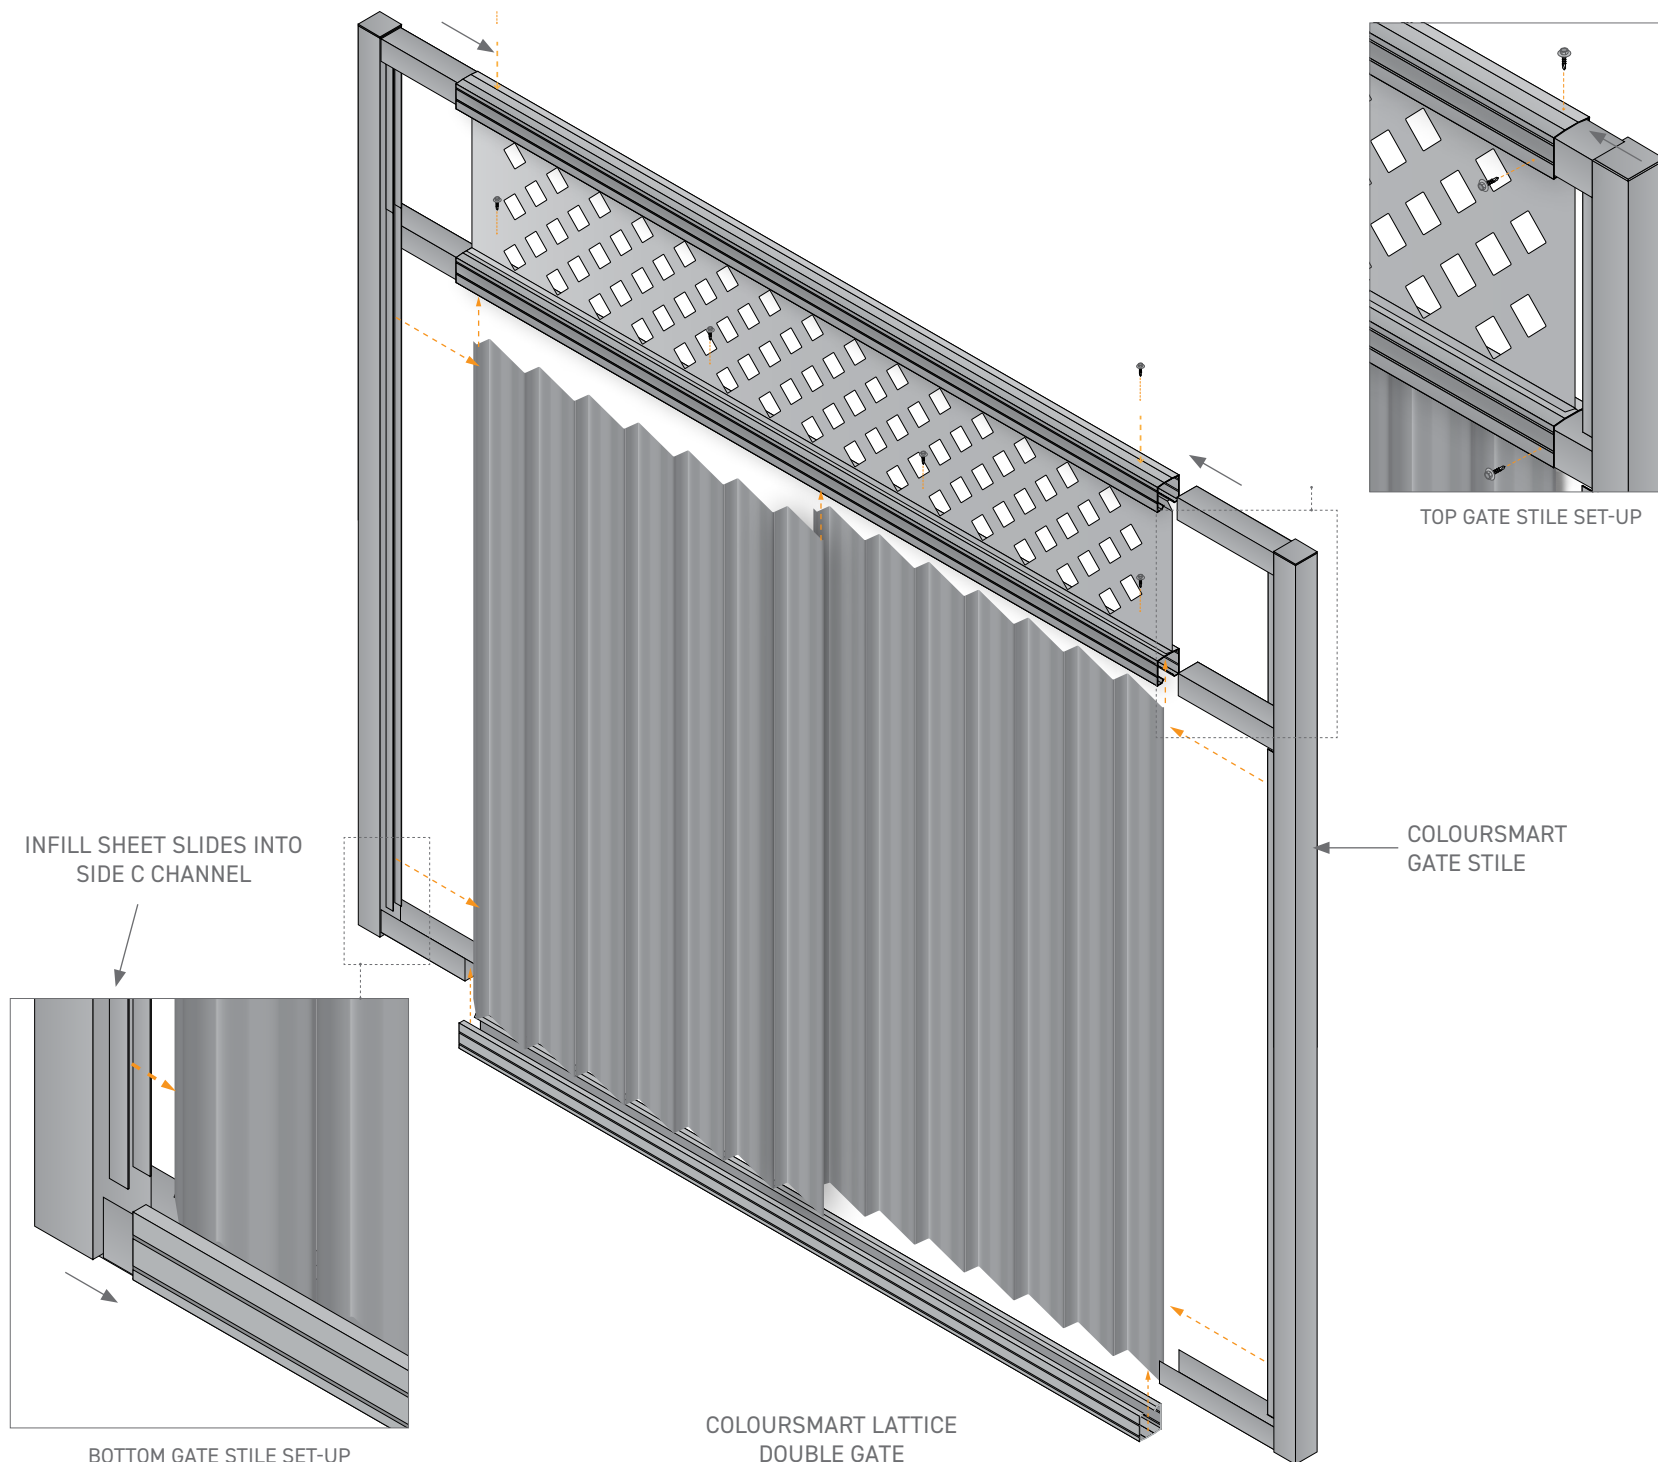 TOP GATE STILE SET-UP
INFILL SHEET SLIDES INTO
SIDE C CHANNEL
COLOURSMART
GATE STILE
BOTTOM GATE STILE SET-UP
COLOURSMART LATTICE
DOUBLE GATE